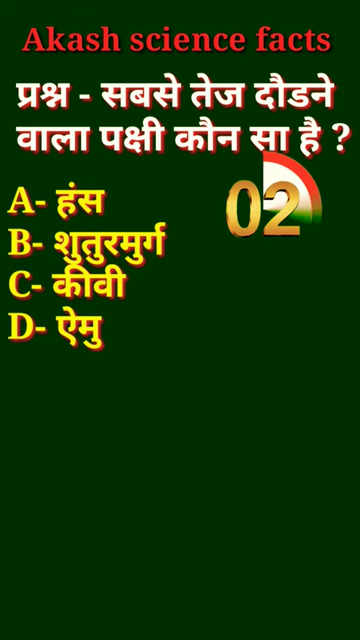 Akash science facts
प्रश्न - सबसे तेज दौडने
वाला पक्षी कौन सा है ?
02
A- हंस
B- शुतुरमुर्ग
C- कीवी
D- ऐमु